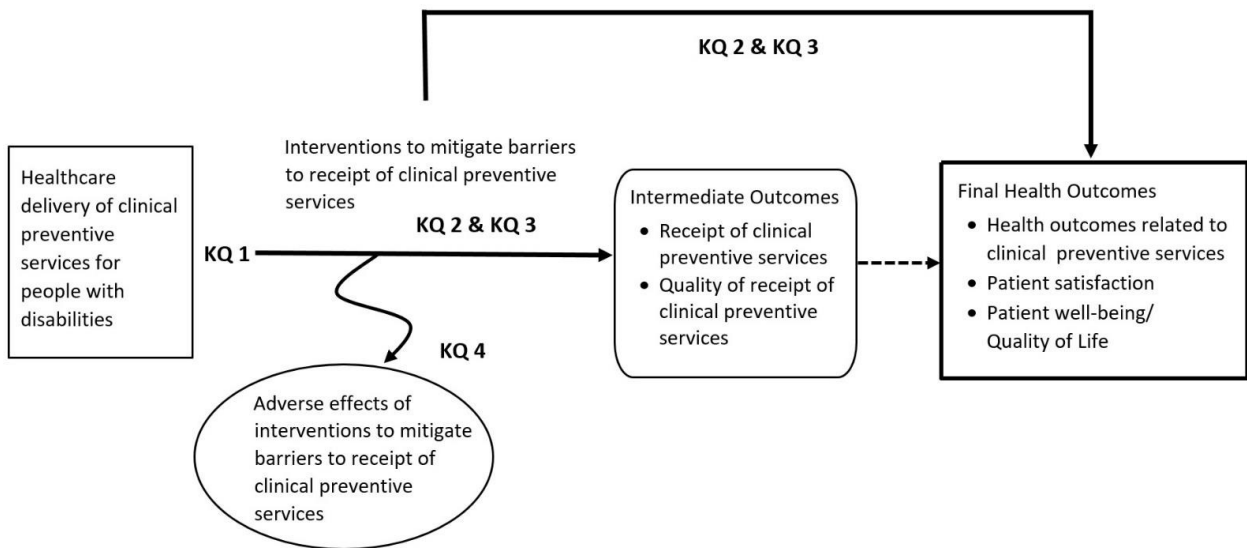 KQ 2 & KQ 3
Healthcare
delivery of clinical
preventive
services for
people with
disabilities
KQ 1
Interventions to mitigate barriers
to receipt of clinical preventive
services
KQ 2 & KQ 3
Intermediate Outcomes
• Receipt of clinical
preventive services
• Quality of receipt of
clinical preventive
services
Final Health Outcomes
• Health outcomes related to
clinical preventive services
• Patient satisfaction
• Patient well-being/
Quality of Life
KQ 4
Adverse effects of
interventions to mitigate
barriers to receipt of
clinical preventive
services